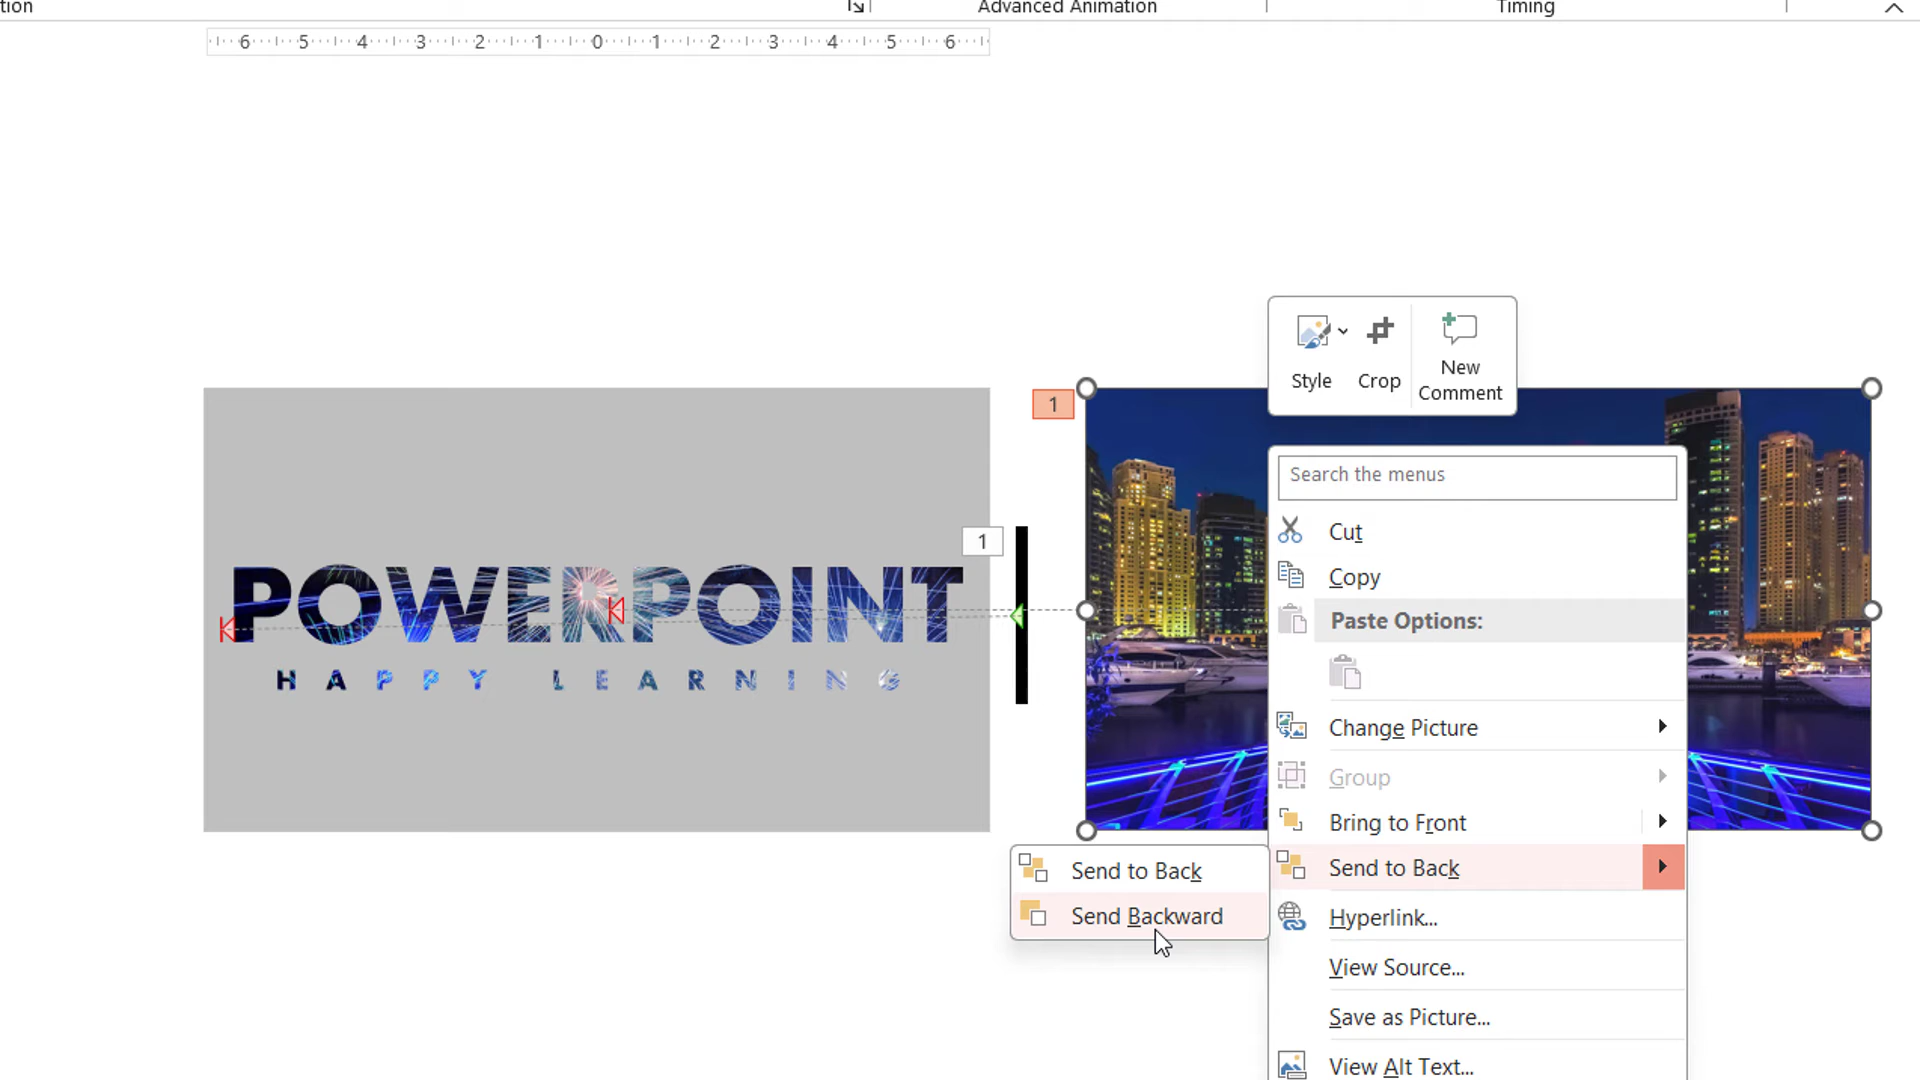 tion
Advanced Animation
Timing
6 5 4 3 2 1 0 1 2 3 4 5 6
Style
Crop
New
Comment
1
Search the menus
Cut
Copy
Paste Options:
1
POWERPOINT
HAPPY LEARNING
Change Picture
Group
Bring to Front
Send to Back
Send to Back
Send Backward
Hyperlink...
View Source...
Save as Picture...
View Alt Text...